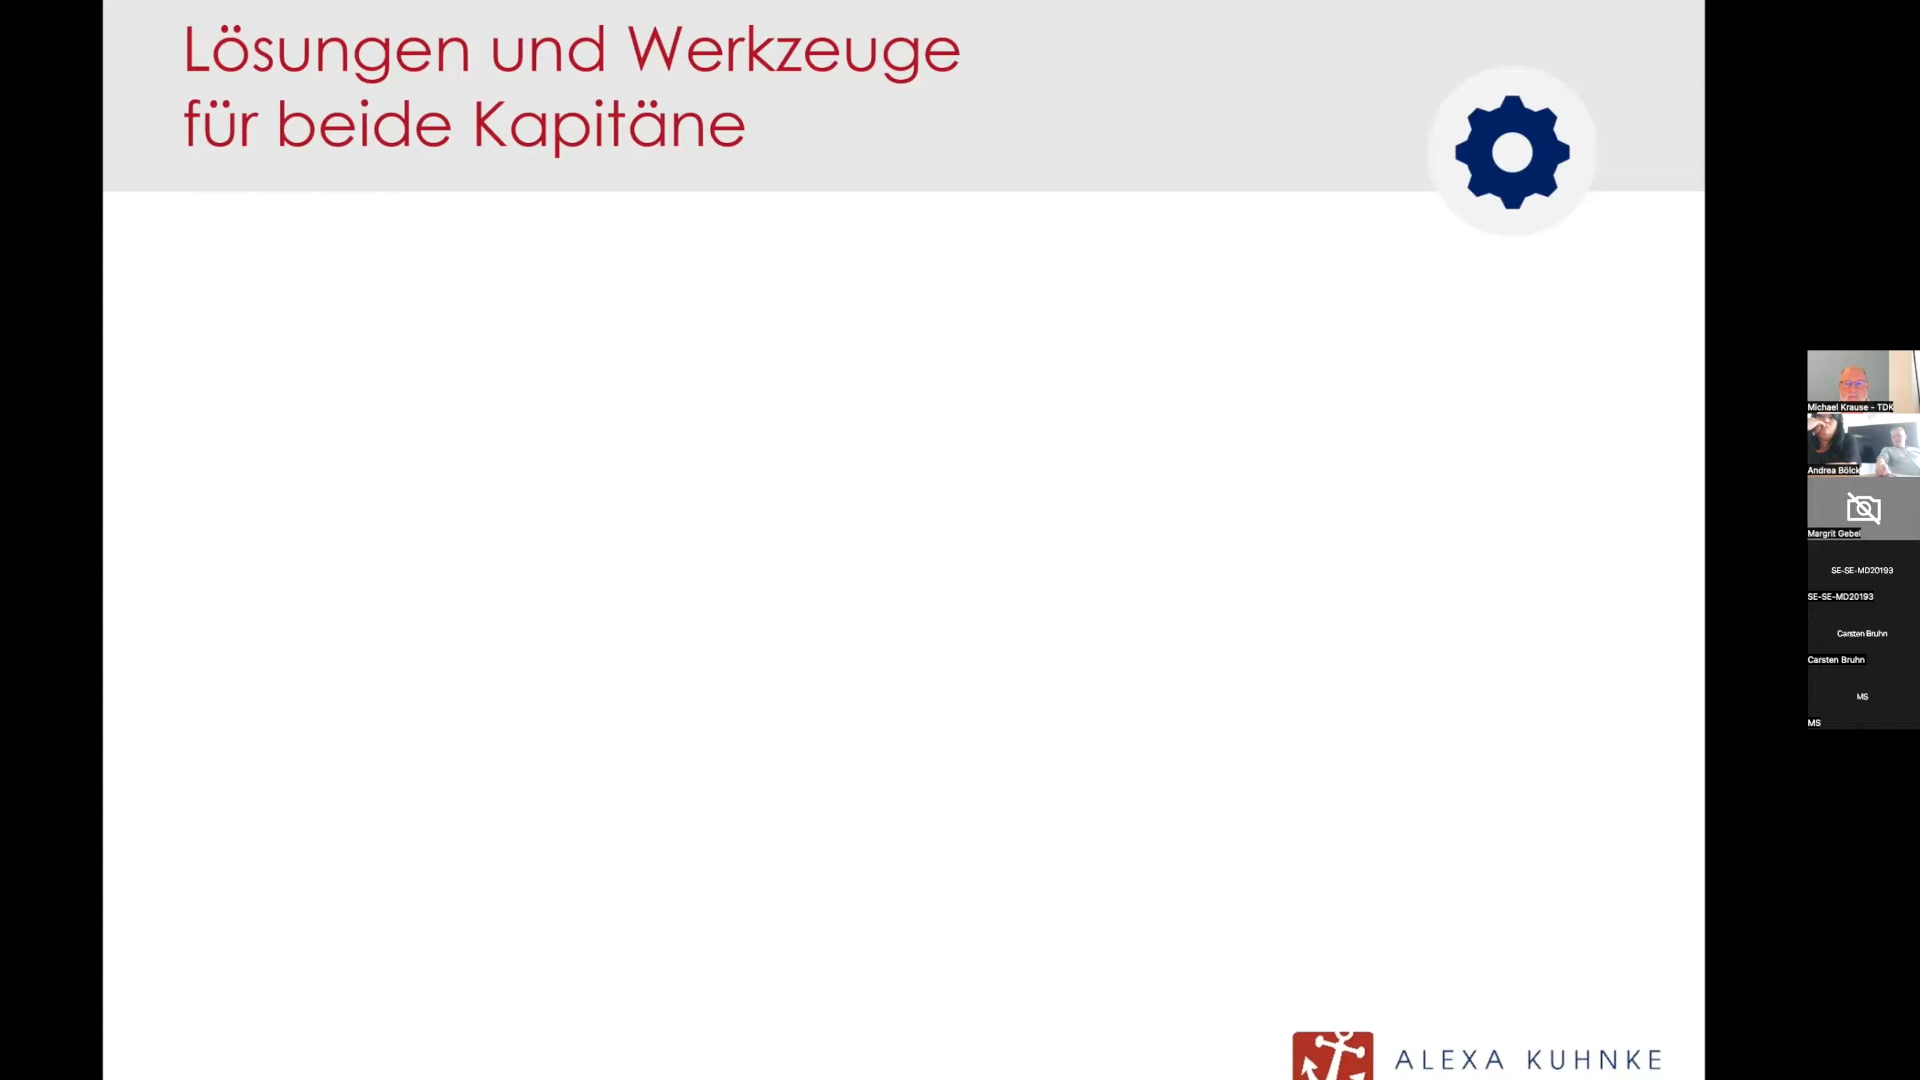 Lösungen und Werkzeuge
für beide Kapitäne
Michael Krause - TDK
Andrea Bölck
Margrit Gebel
SE-SE-MD20193
SE-SE-MD20193
Carsten Bruhn
Carsten Bruhn
MS
MS
ALEXA KUHNKE